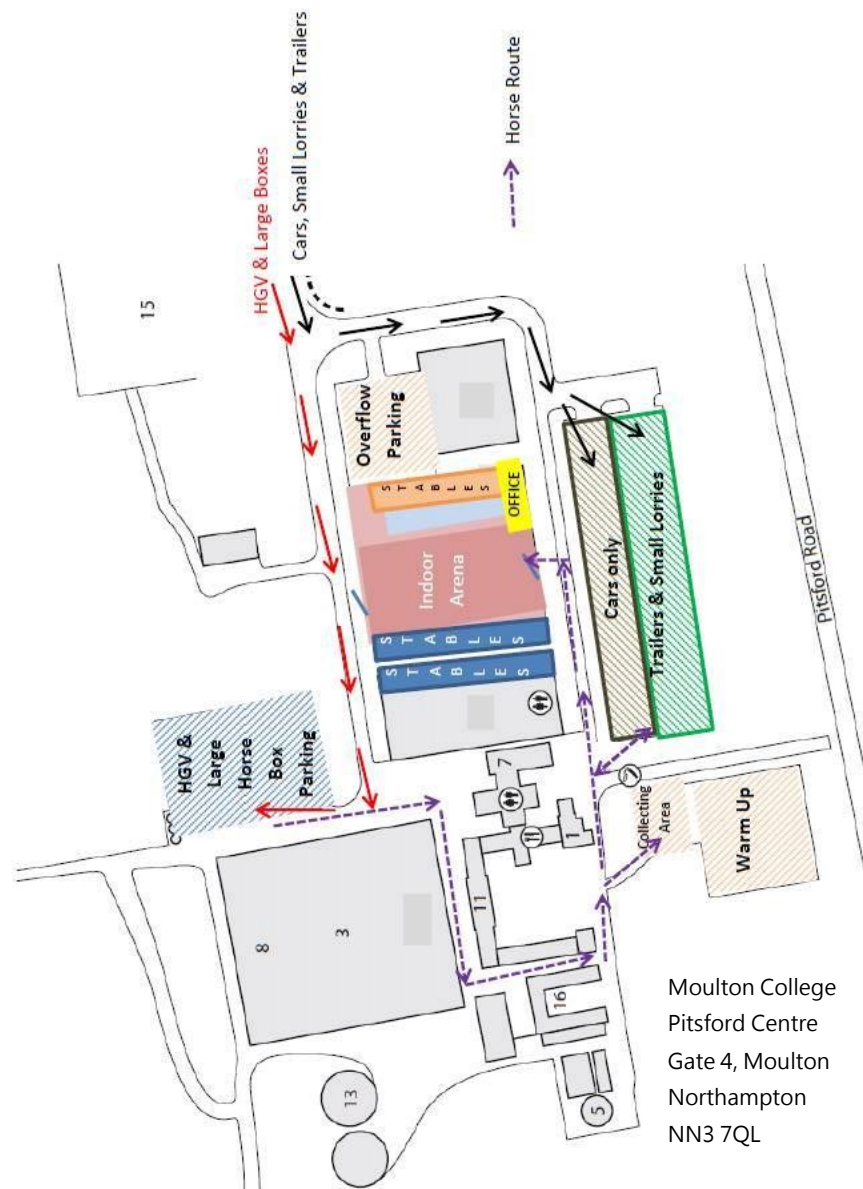 HGV & Large Boxes
Cars, Small Lorries & Trailers
Horse Route
15
Overflow
Parking
STABLES
OFFICE
Indoor
Arena
STABLES
STABLES
Cars only
Trailers & Small Lorries
Pitsford Road
HGV &
Large
Horse
Box
Parking
7
1
11
Collecting
Area
Warm Up
8
3
16
13
5
Moulton College
Pitsford Centre
Gate 4, Moulton
Northampton
NN3 7QL